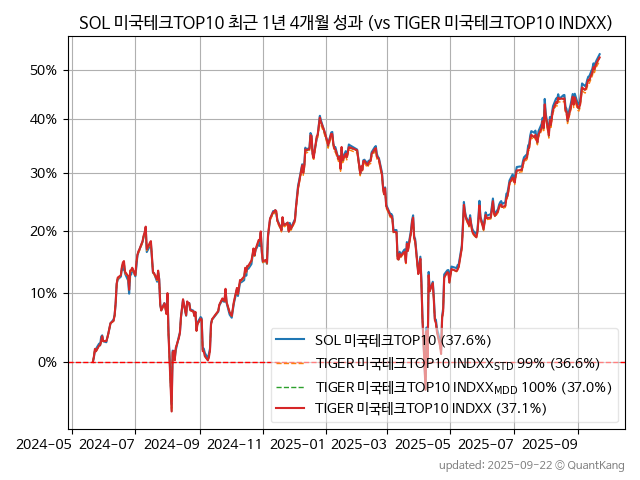 SOL 미국테크TOP10 최근 1년 4개월 성과 (vs TIGER 미국테크TOP10 INDXX)
50%
40%
30%
20%
10%
0%
SOL 미국테크TOP10 (37.6%)
TIGER 미국테크TOP10 INDXX_STD 99% (36.6%)
TIGER 미국테크TOP10 INDXX_MDD 100% (37.0%)
TIGER 미국테크TOP10 INDXX (37.1%)
2024-05 2024-07 2024-09 2024-11 2025-01 2025-03 2025-05 2025-07 2025-09
updated: 2025-09-22 © QuantKang